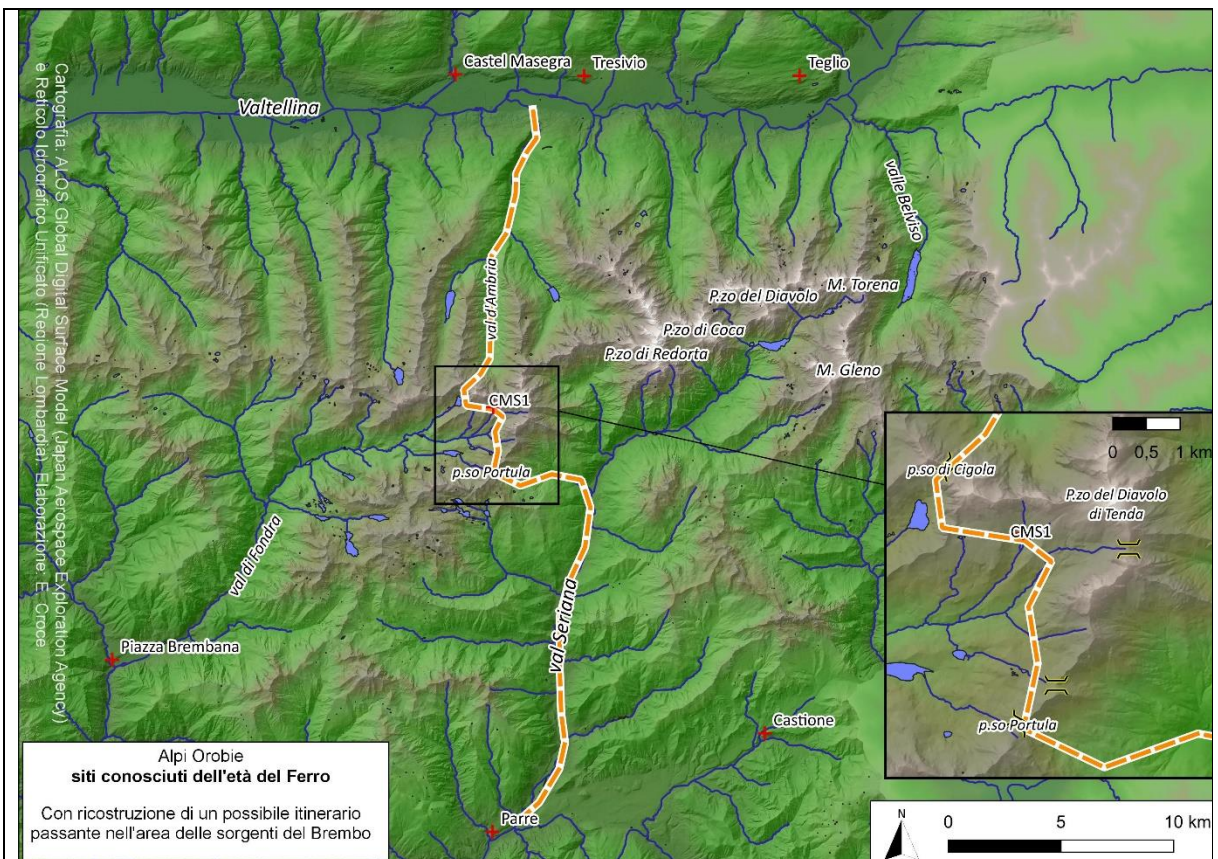 Castel Masegra
Tresivio
Teglio
Valtellina
valle Belviso
val d'Ambria
M. Torena
P.zo del Diavolo
P.zo di Coca
P.zo di Redorta
M. Gleno
CMS1
p.so Portula
val di Fondra
val Seriana
Piazza Brembana
Castione
Parre
0 0,5 1 km
p.so di Cigola
P.zo del Diavolo
di Tenda
CMS1
p.so Portula
Cartografia: ALOS Global Digital Surface Model (Japan Aerospace Exploration Agency)
e Reticolo Idrografico Unificato (Regione Lombardia). Elaborazione: E. Croce
Alpi Orobie
siti conosciuti dell'età del Ferro
Con ricostruzione di un possibile itinerario
passante nell'area delle sorgenti del Brembo
N
0 5 10 km